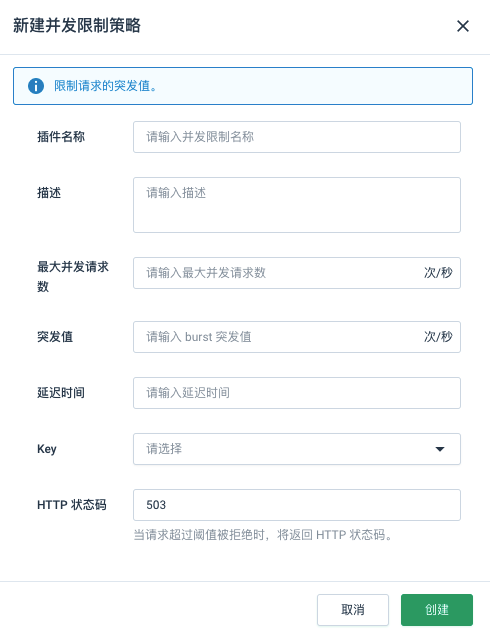 新建并发限制策略
限制请求的突发值。
插件名称
请输入并发限制名称
描述
请输入描述
最大并发请求
数
请输入最大并发请求数
次/秒
突发值
请输入 burst 突发值
次/秒
延迟时间
请输入延迟时间
Key
请选择
HTTP 状态码
503
当请求超过阈值被拒绝时，将返回 HTTP 状态码。
取消
创建